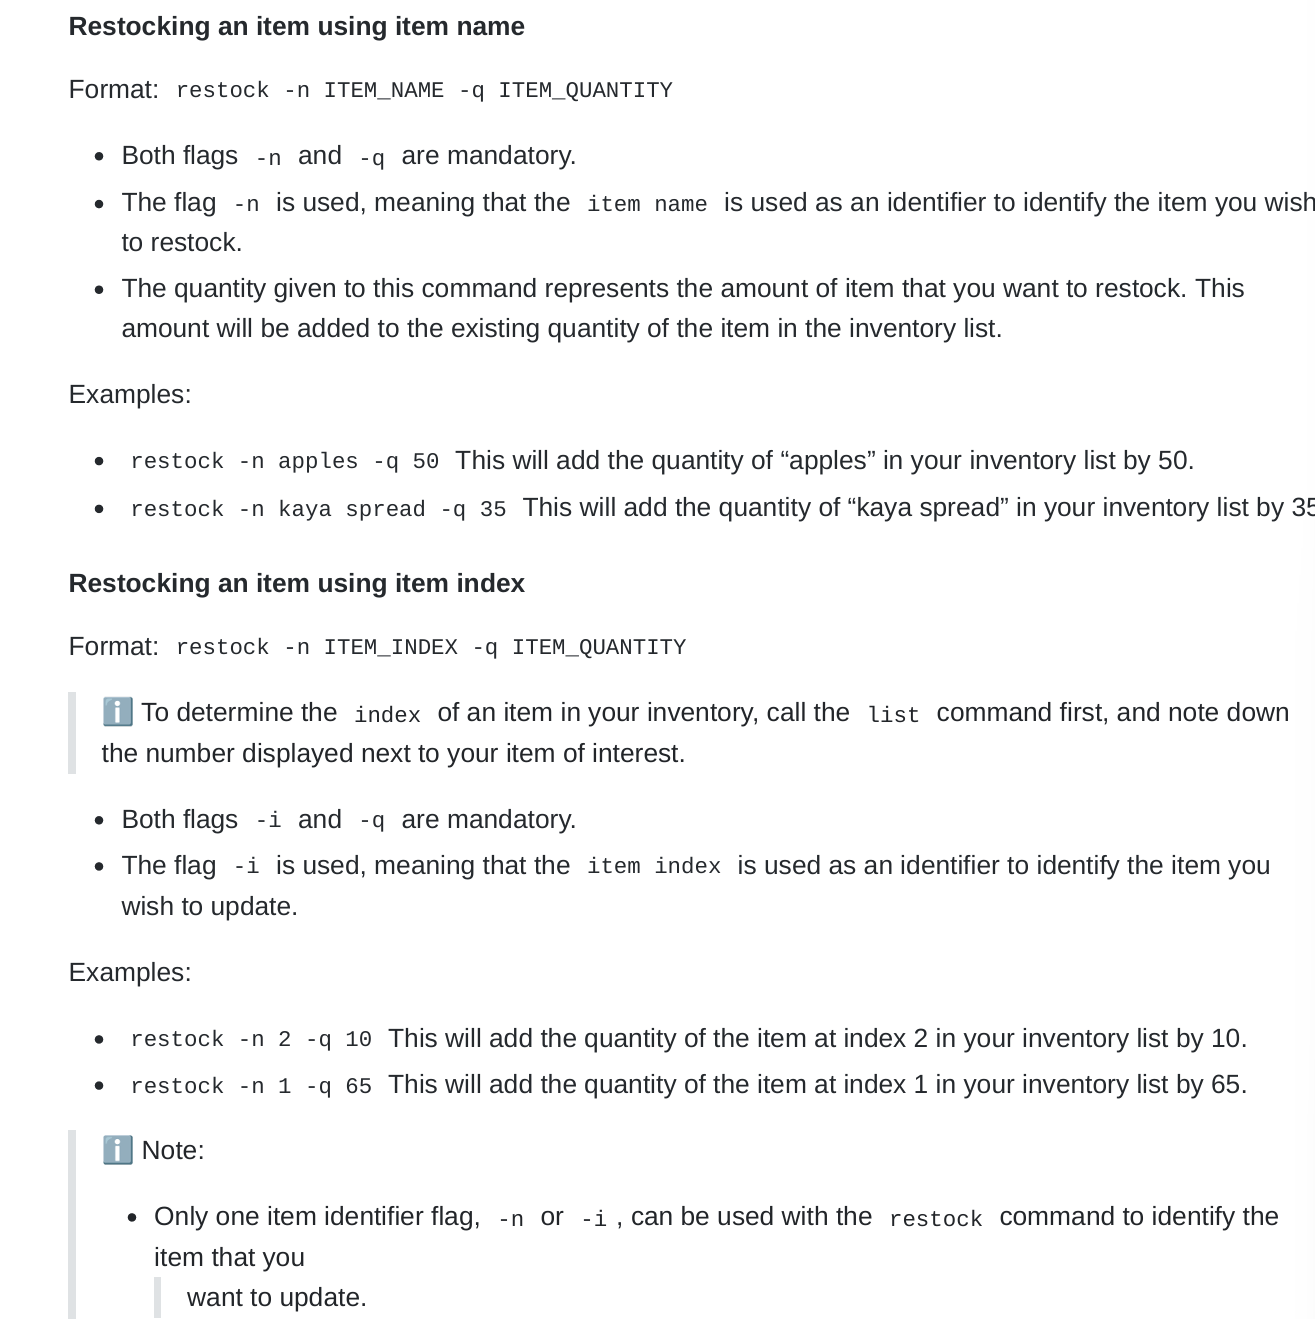 Restocking an item using item name
Format: restock -n ITEM_NAME -q ITEM_QUANTITY
• Both flags -n and -q are mandatory.
• The flag -n is used, meaning that the item name is used as an identifier to identify the item you wish
to restock.
• The quantity given to this command represents the amount of item that you want to restock. This
amount will be added to the existing quantity of the item in the inventory list.
Examples:
• restock -n apples -q 50 This will add the quantity of “apples” in your inventory list by 50.
• restock -n kaya spread -q 35 This will add the quantity of “kaya spread” in your inventory list by 35
Restocking an item using item index
Format: restock -n ITEM_INDEX -q ITEM_QUANTITY
ℹ️ To determine the index of an item in your inventory, call the list command first, and note down
the number displayed next to your item of interest.
• Both flags -i and -q are mandatory.
• The flag -i is used, meaning that the item index is used as an identifier to identify the item you
wish to update.
Examples:
• restock -n 2 -q 10 This will add the quantity of the item at index 2 in your inventory list by 10.
• restock -n 1 -q 65 This will add the quantity of the item at index 1 in your inventory list by 65.
ℹ️ Note:
• Only one item identifier flag, -n or -i , can be used with the restock command to identify the
item that you
want to update.